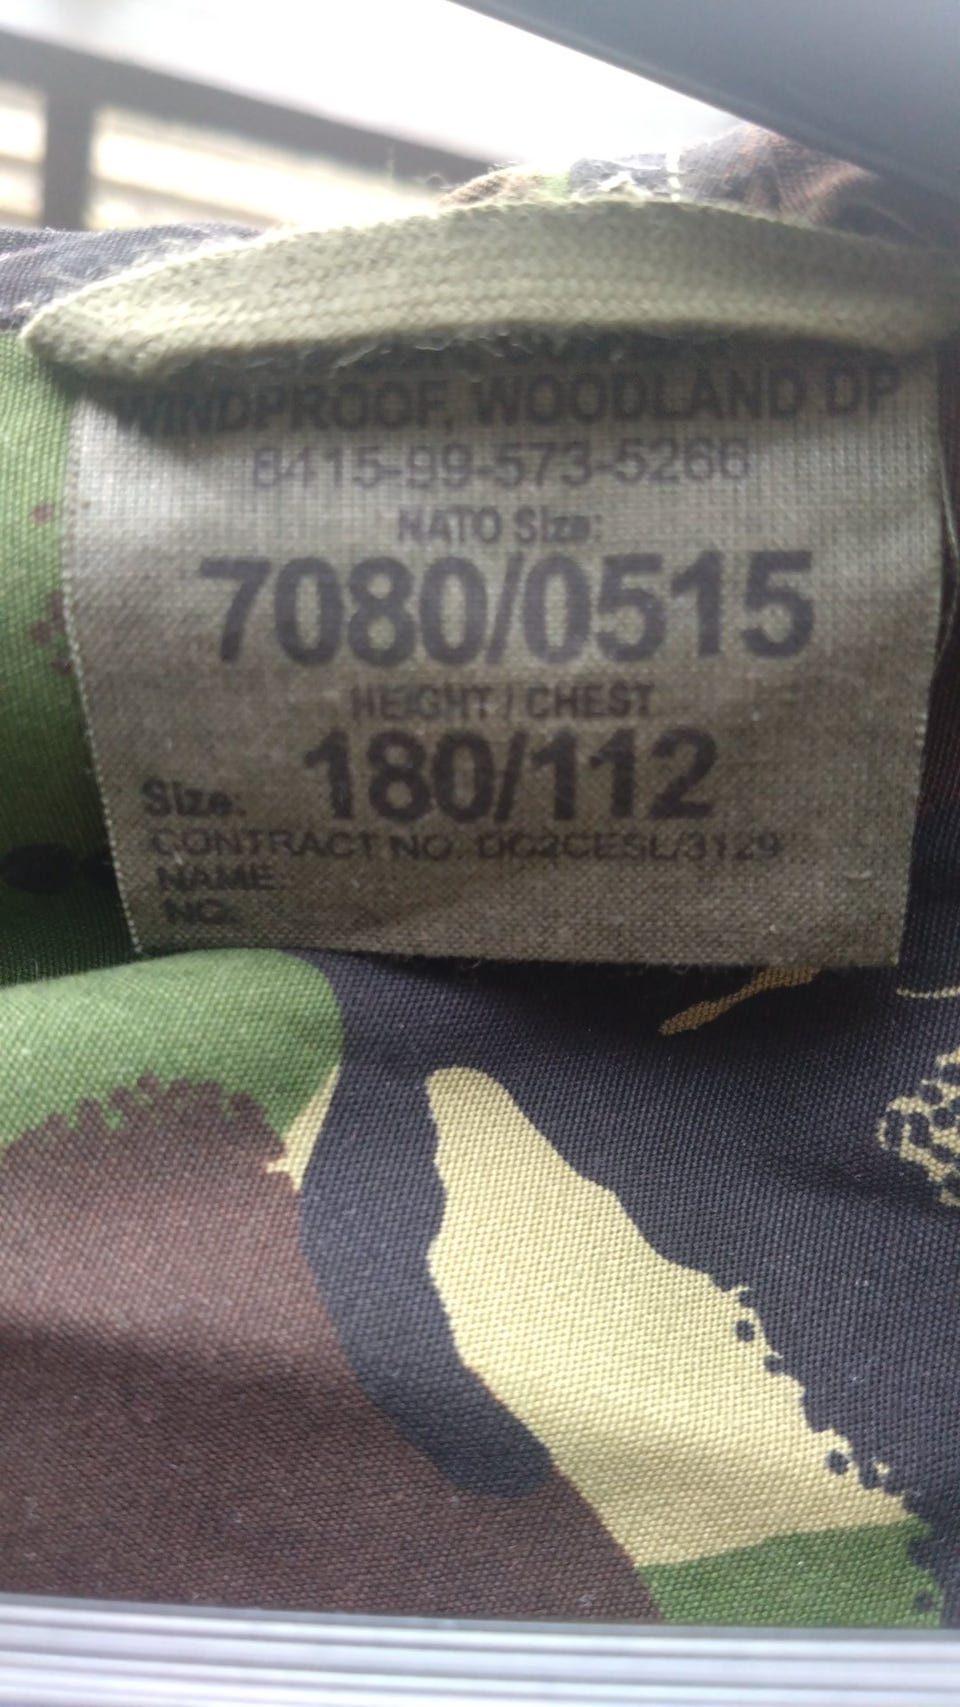 WINDPROOF, WOODLAND DP
8415-99-573-5266
NATO Size:
7080/0515
HEIGHT / CHEST
Size: 180/112
CONTRACT NO. DC2CESL/3129
NAME:
NO: